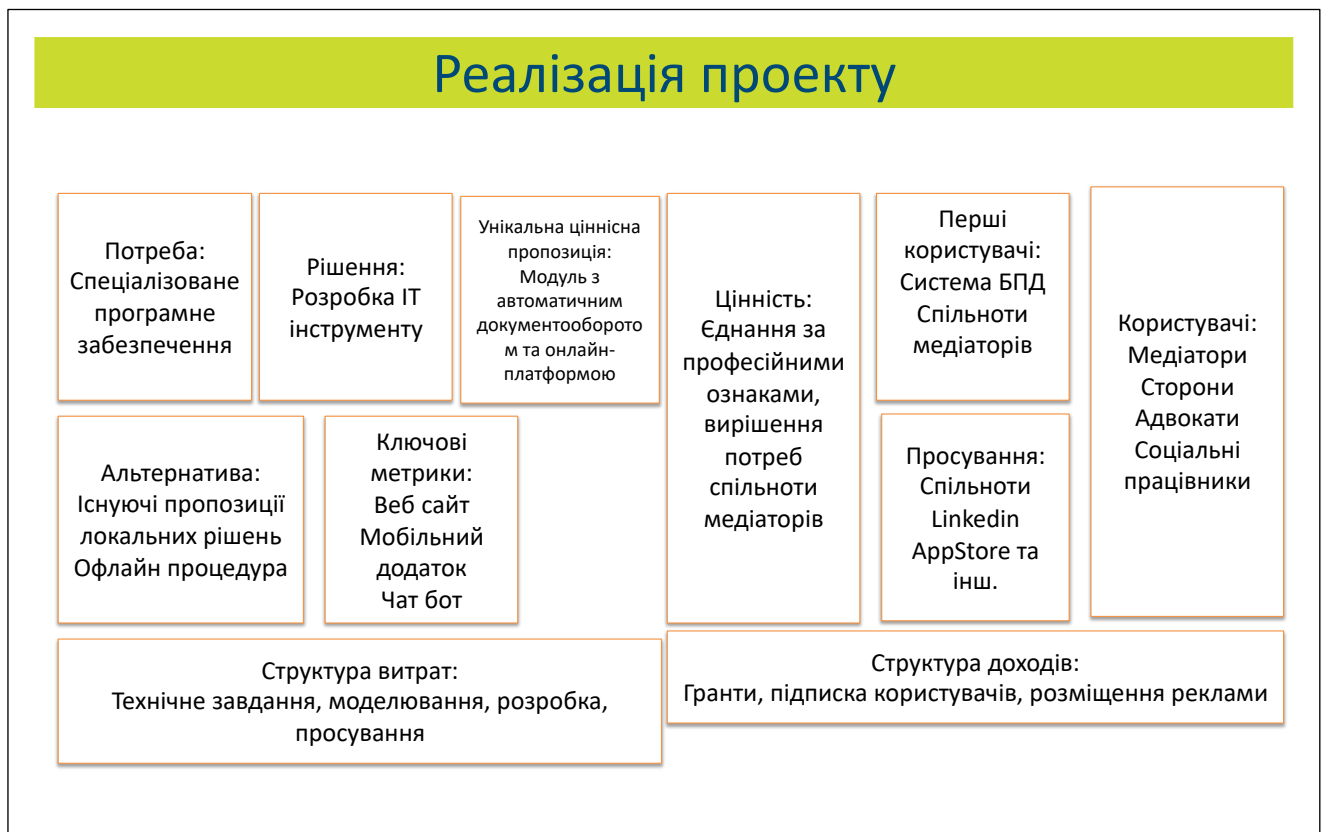 Реалізація проекту
Потреба:
Спеціалізоване
програмне
забезпечення
Рішення:
Розробка ІТ
інструменту
Унікальна ціннісна
пропозиція:
Модуль з
автоматичним
документооборото
м та онлайн-
платформою
Цінність:
Єднання за
професійними
ознаками,
вирішення
потреб
спільноти
медіаторів
Перші
користувачі:
Система БПД
Спільноти
медіаторів
Користувачі:
Медіатори
Сторони
Адвокати
Соціальні
працівники
Альтернатива:
Існуючі пропозиції
локальних рішень
Офлайн процедура
Ключові
метрики:
Веб сайт
Мобільний
додаток
Чат бот
Просування:
Спільноти
Linkedin
AppStore та
інш.
Структура витрат:
Технічне завдання, моделювання, розробка,
просування
Структура доходів:
Гранти, підписка користувачів, розміщення реклами